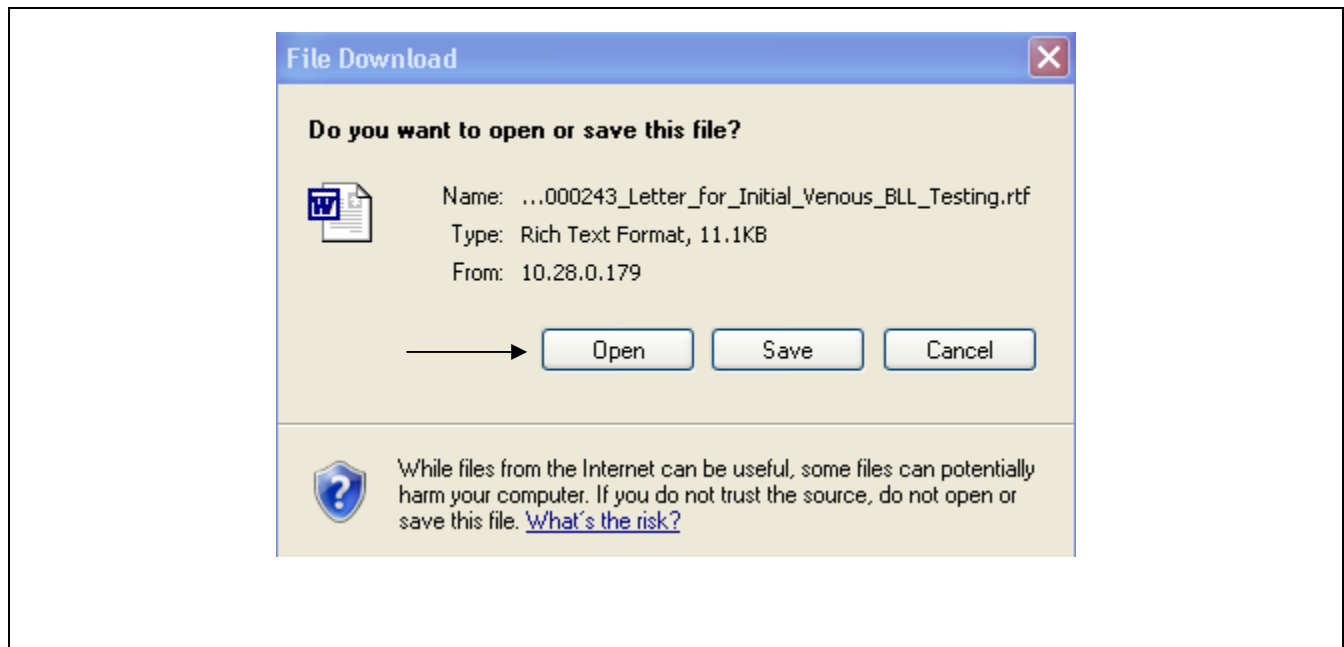 File Download
Do you want to open or save this file?
Name: ...000243_Letter_for_Initial_Venous_BLL_Testing.rtf
Type: Rich Text Format, 11.1KB
From: 10.28.0.179
Open Save Cancel
While files from the Internet can be useful, some files can potentially
harm your computer. If you do not trust the source, do not open or
save this file. What's the risk?